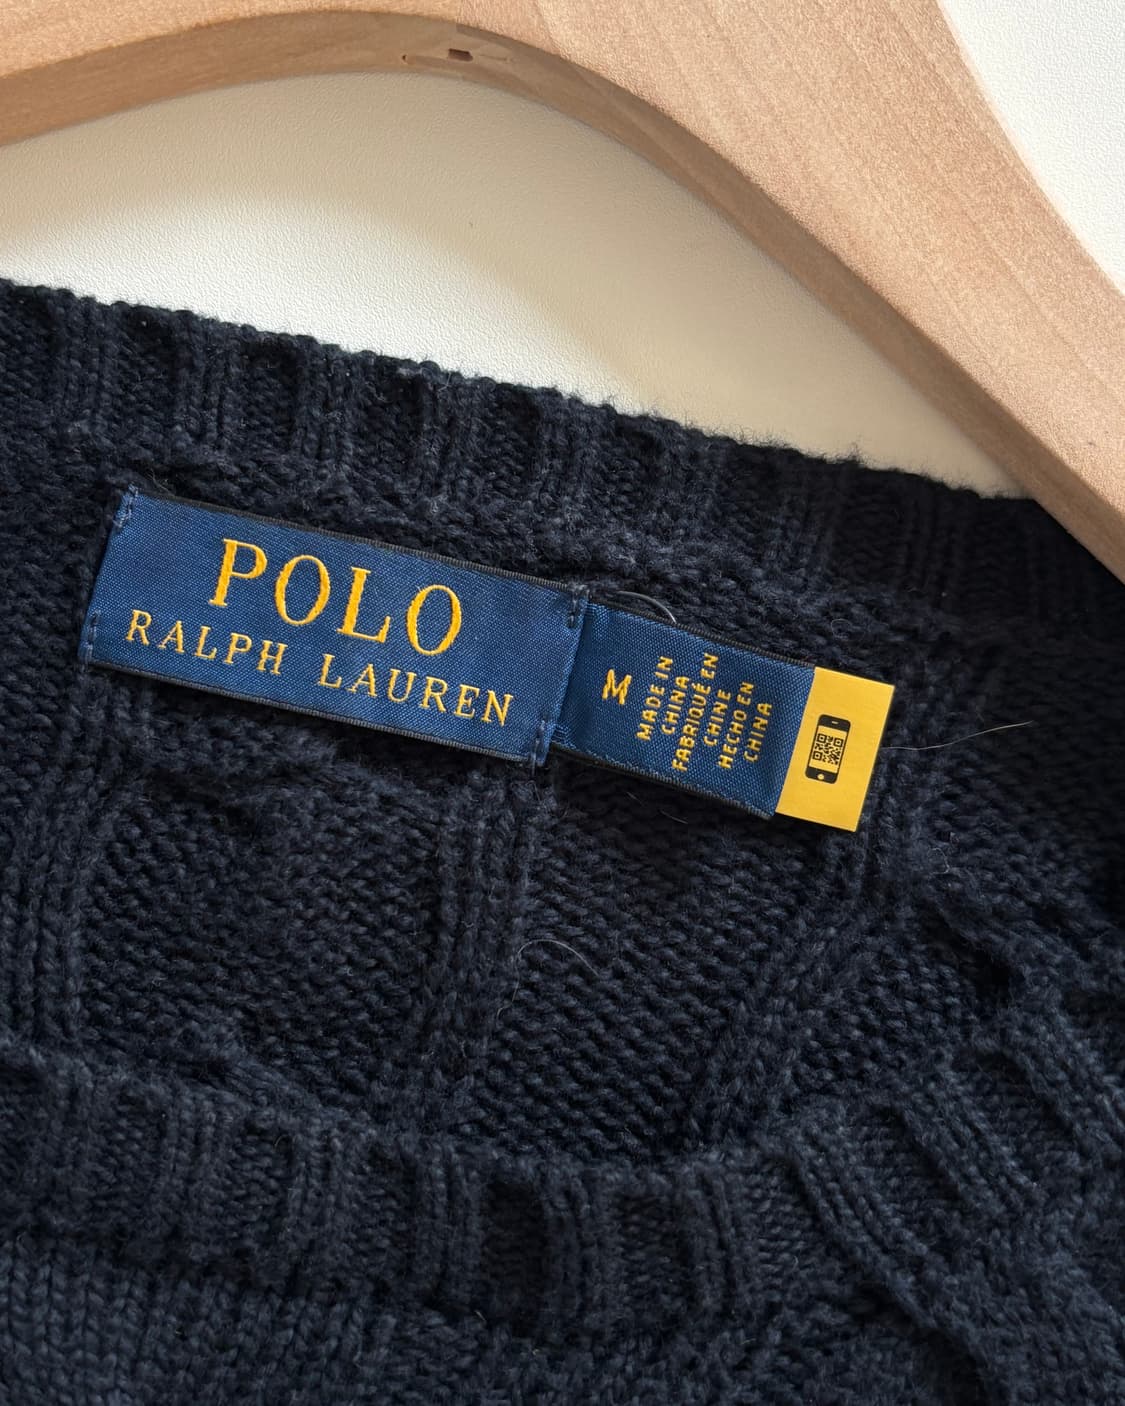 POLO
RALPH LAUREN
M
MADE IN
CHINA
FABRIQUÉ EN
CHINE
HECHO EN
CHINA